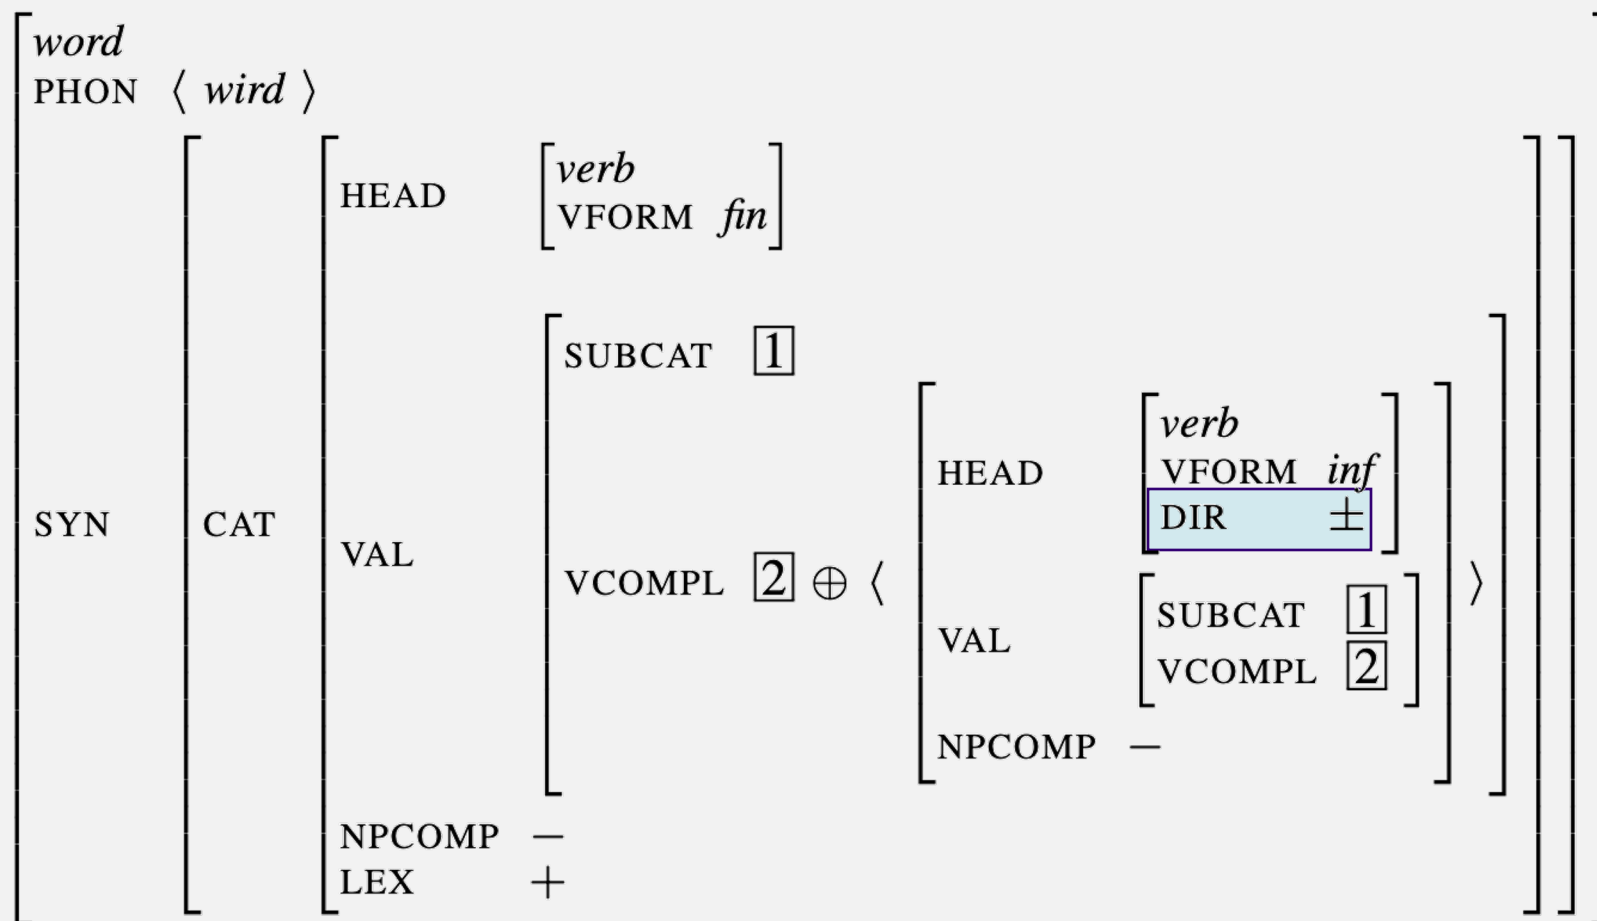 word
PHON ⟨ wird ⟩
HEAD verb
VFORM fin
SUBCAT 1
HEAD verb
VFORM inf
DIR ±
SYN CAT VAL VCOMPL 2 ⊕ ⟨ ⟩
VAL SUBCAT 1
VCOMPL 2
NPCOMP −
NPCOMP −
LEX +